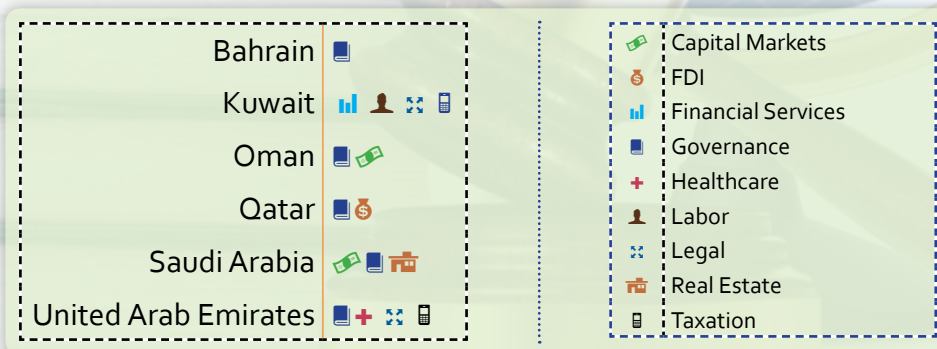 Bahrain
Kuwait
Oman
Qatar
Saudi Arabia
United Arab Emirates
Capital Markets
FDI
Financial Services
Governance
Healthcare
Labor
Legal
Real Estate
Taxation